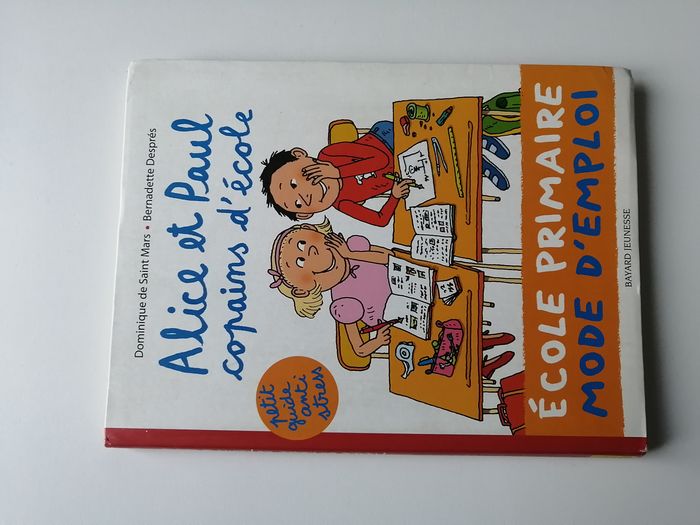 Dominique de Saint Mars • Bernadette Després
Alice et Paul
copains d'école
petit
guide
anti
stress
ÉCOLE PRIMAIRE
MODE D'EMPLOI
BAYARD JEUNESSE